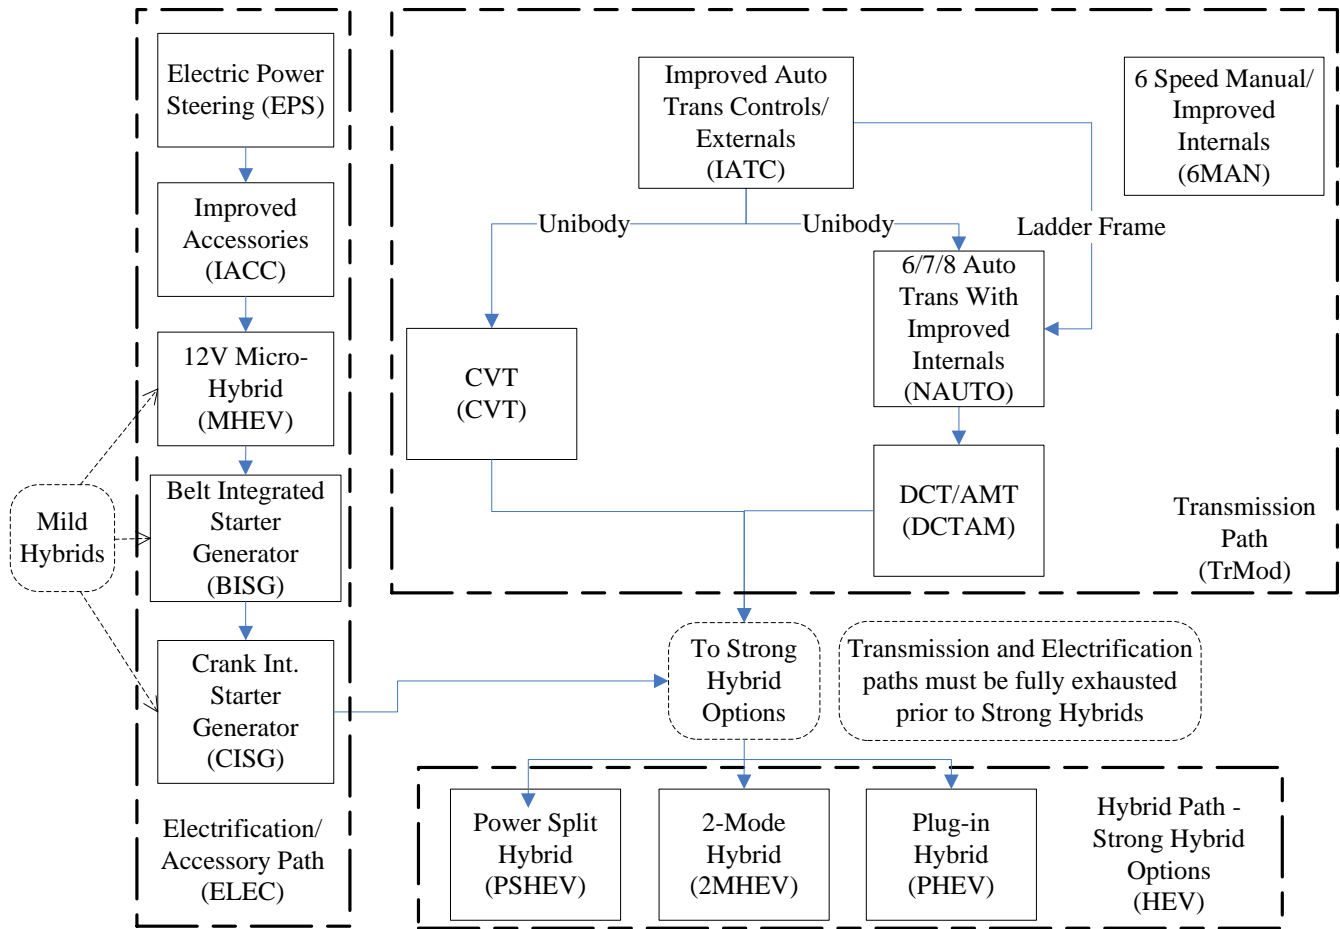 Electric Power
Steering (EPS)
Improved
Accessories
(IACC)
12V Micro-
Hybrid
(MHEV)
Belt Integrated
Starter
Generator
(BISG)
Crank Int.
Starter
Generator
(CISG)
Electrification/
Accessory Path
(ELEC)
Mild
Hybrids
Improved Auto
Trans Controls/
Externals
(IATC)
6 Speed Manual/
Improved
Internals
(6MAN)
Unibody
Unibody
Ladder Frame
6/7/8 Auto
Trans With
Improved
Internals
(NAUTO)
CVT
(CVT)
DCT/AMT
(DCTAM)
Transmission
Path
(TrMod)
To Strong
Hybrid
Options
Transmission and Electrification
paths must be fully exhausted
prior to Strong Hybrids
Power Split
Hybrid
(PSHEV)
2-Mode
Hybrid
(2MHEV)
Plug-in
Hybrid
(PHEV)
Hybrid Path -
Strong Hybrid
Options
(HEV)